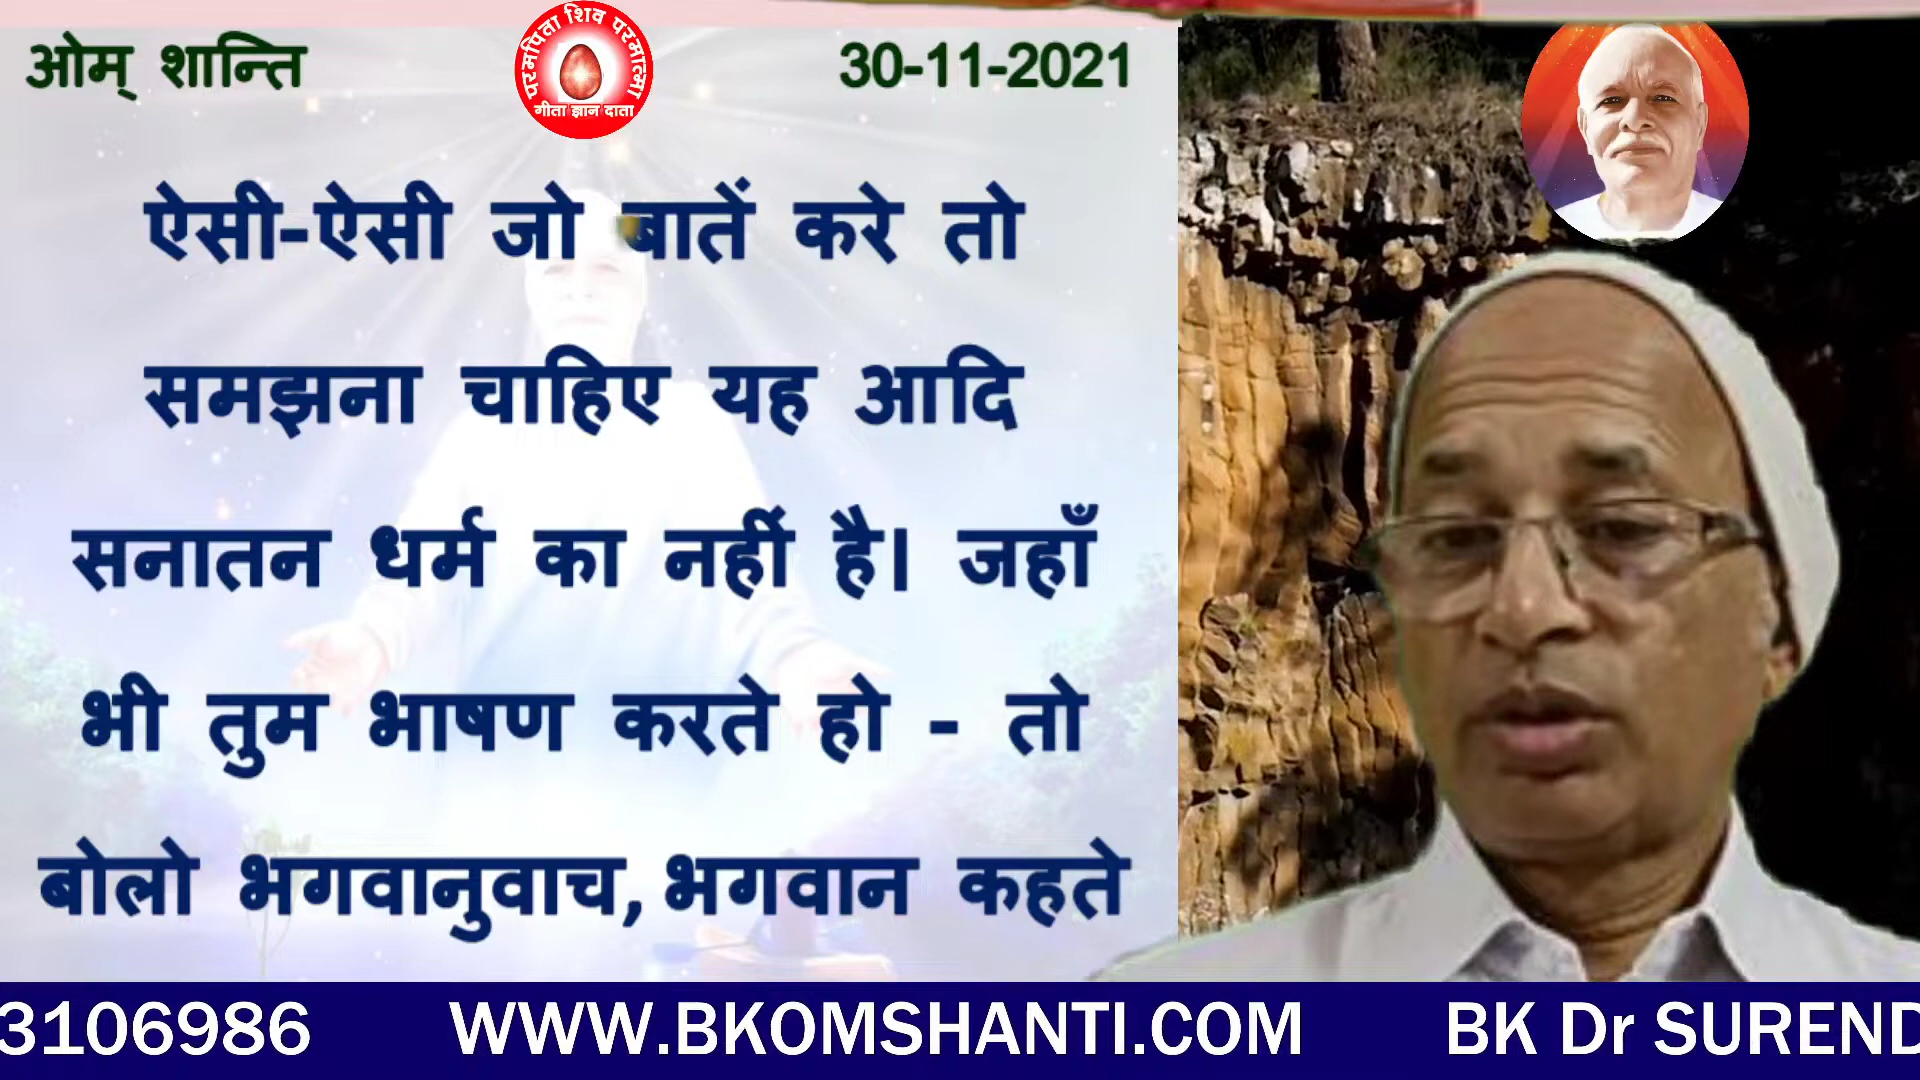 ओम् शान्ति
परमपिता शिव परमात्मा
गीता ज्ञान दाता
30-11-2021
ऐसी-ऐसी जो बातें करे तो
समझना चाहिए यह आदि
सनातन धर्म का नहीं है। जहाँ
भी तुम भाषण करते हो - तो
बोलो भगवानुवाच, भगवान कहते
3106986 WWW.BKOMSHANTI.COM BK Dr SUREND